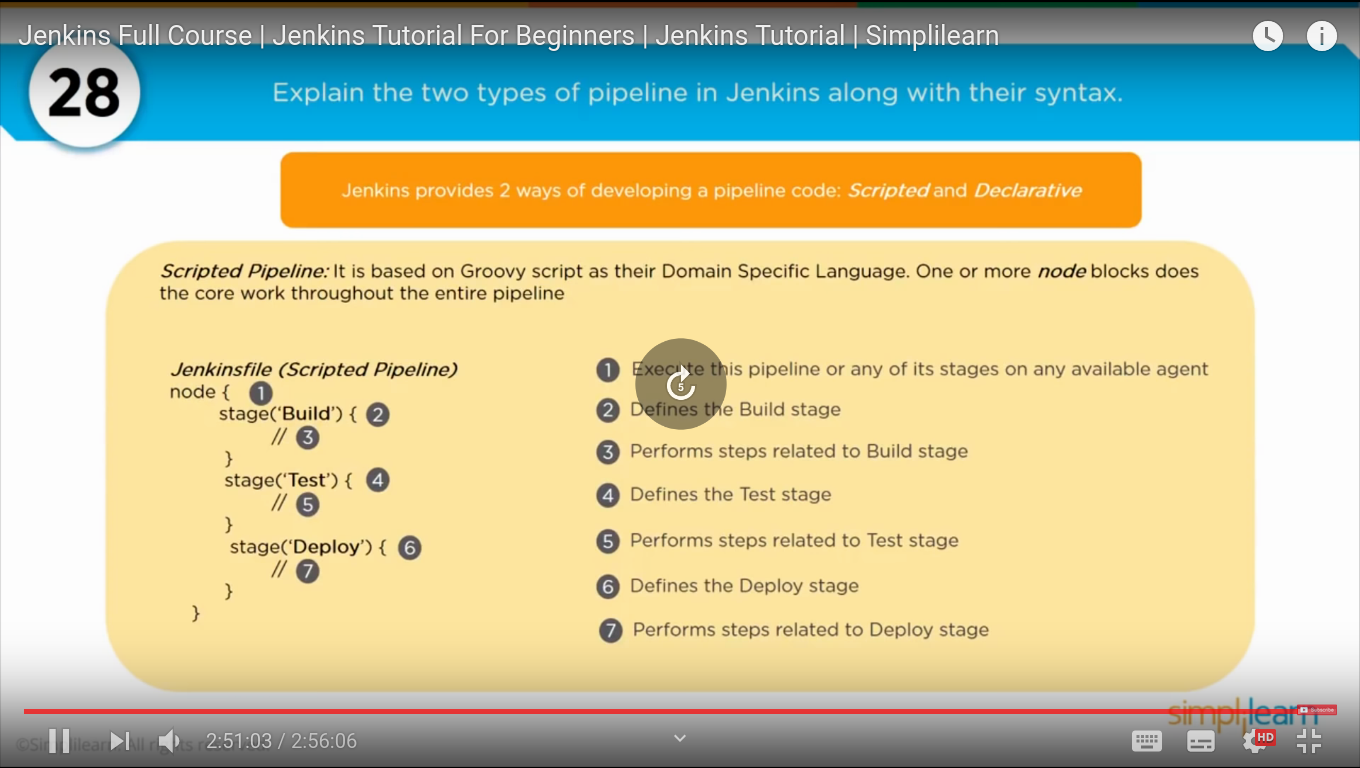 Jenkins Full Course | Jenkins Tutorial For Beginners | Jenkins Tutorial | Simplilearn
28
Explain the two types of pipeline in Jenkins along with their syntax.
Jenkins provides 2 ways of developing a pipeline code: Scripted and Declarative
Scripted Pipeline: It is based on Groovy script as their Domain Specific Language. One or more node blocks does
the core work throughout the entire pipeline
Jenkinsfile (Scripted Pipeline)
node { 1
stage('Build') { 2
// 3
}
stage('Test') { 4
// 5
}
stage('Deploy') { 6
// 7
}
}
1 Execute this pipeline or any of its stages on any available agent
2 Defines the Build stage
3 Performs steps related to Build stage
4 Defines the Test stage
5 Performs steps related to Test stage
6 Defines the Deploy stage
7 Performs steps related to Deploy stage
5
simplilearn
Subscribe
©Simplilearn. All rights
2:51:03 / 2:56:06
HD